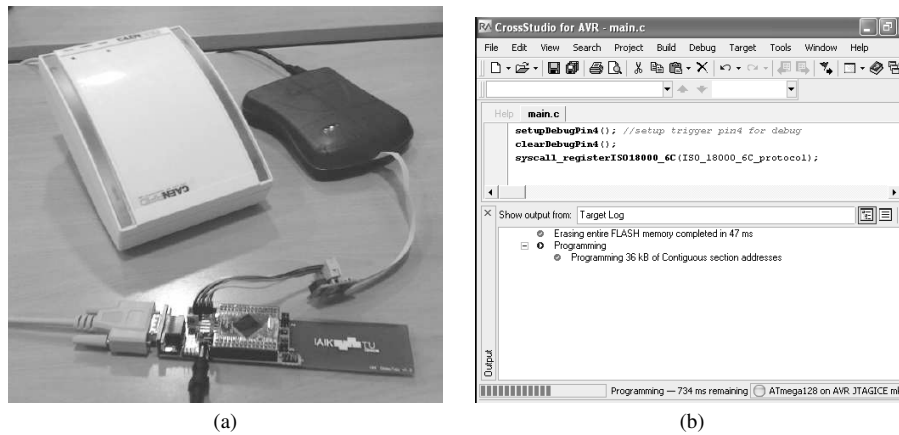 CAEN
IAIK TU
(a)
CrossStudio for AVR - main.c
File Edit View Search Project Build Debug Target Tools Window Help
Help main.c
setupDebugPin4(); //setup trigger pin4 for debug
clearDebugPin4();
syscall_registerISO18000_6C(ISO_18000_6C_protocol);
Show output from: Target Log
Erasing entire FLASH memory completed in 47 ms
Programming
Programming 36 kB of Contiguous section addresses
Output
Programming — 734 ms remaining ATmega128 on AVR JTAGICE
(b)